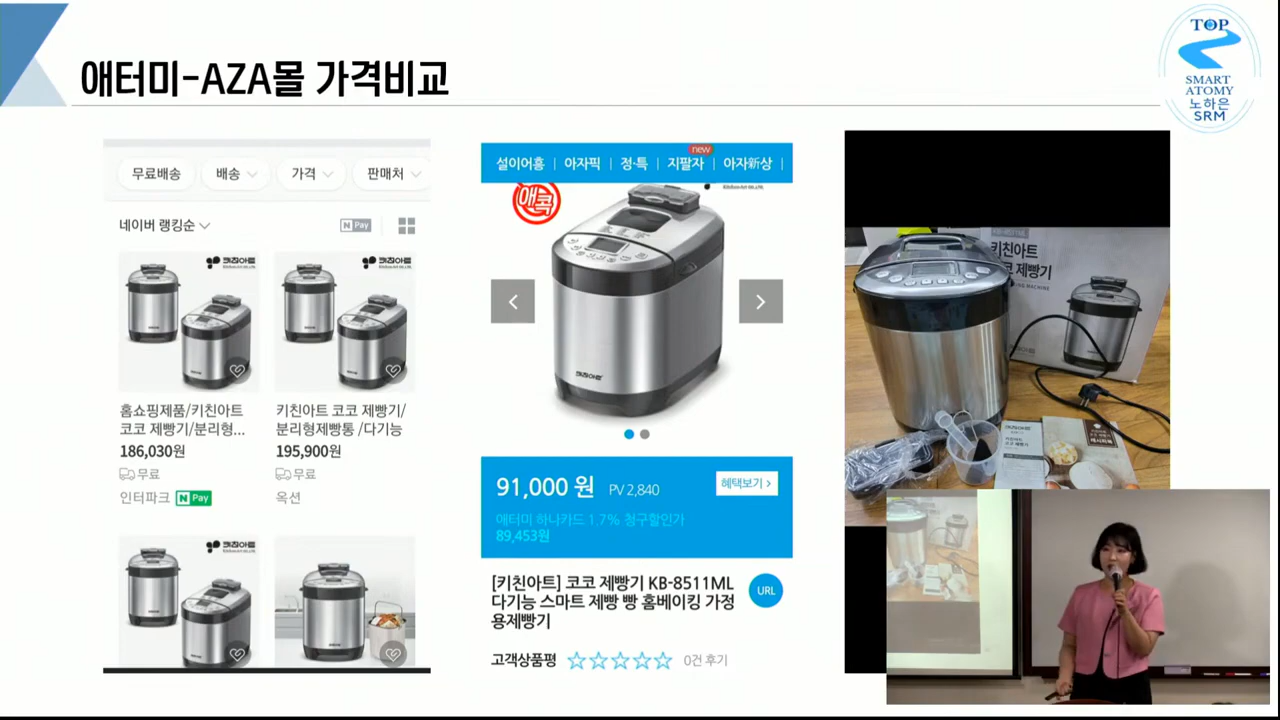 애터미-AZA몰 가격비교
TOP
SMART
ATOMY
노하은
SRM
무료배송 배송 가격 판매처
네이버 랭킹순
N Pay
키친아트
키친아트
홈쇼핑제품/키친아트
코코 제빵기/분리형...
186,030원
무료
인터파크 N Pay
키친아트 코코 제빵기/
분리형제빵통 /다기능
195,900원
무료
옥션
키친아트
설이어흥 | 아자픽 | 정·특 | 지팔자 | 아자新상 |
new
애콕
키친아트
91,000 원 PV 2,840
혜택보기 >
애터미 하나카드 1.7% 청구할인가
89,453원
[키친아트] 코코 제빵기 KB-8511ML
다기능 스마트 제빵 빵 홈베이킹 가정
용제빵기
URL
고객상품평 ☆☆☆☆☆ 0건 후기
KB-8511ML
키친아트
코코 제빵기
레시피북